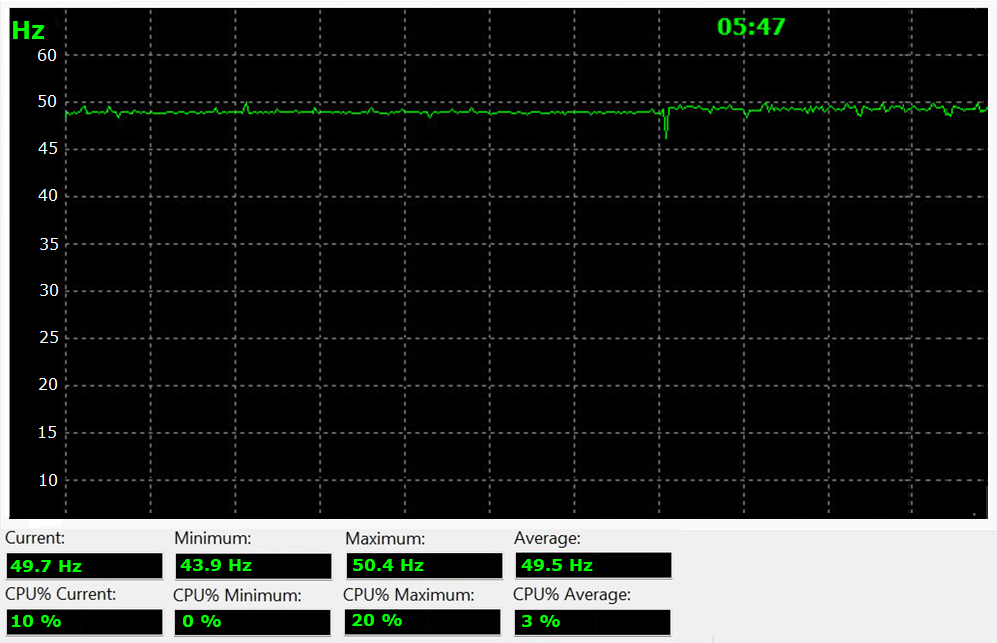 Hz
05:47
60
50
45
40
35
30
25
20
15
10
Current: Minimum: Maximum: Average:
49.7 Hz 43.9 Hz 50.4 Hz 49.5 Hz
CPU% Current: CPU% Minimum: CPU% Maximum: CPU% Average:
10 % 0 % 20 % 3 %